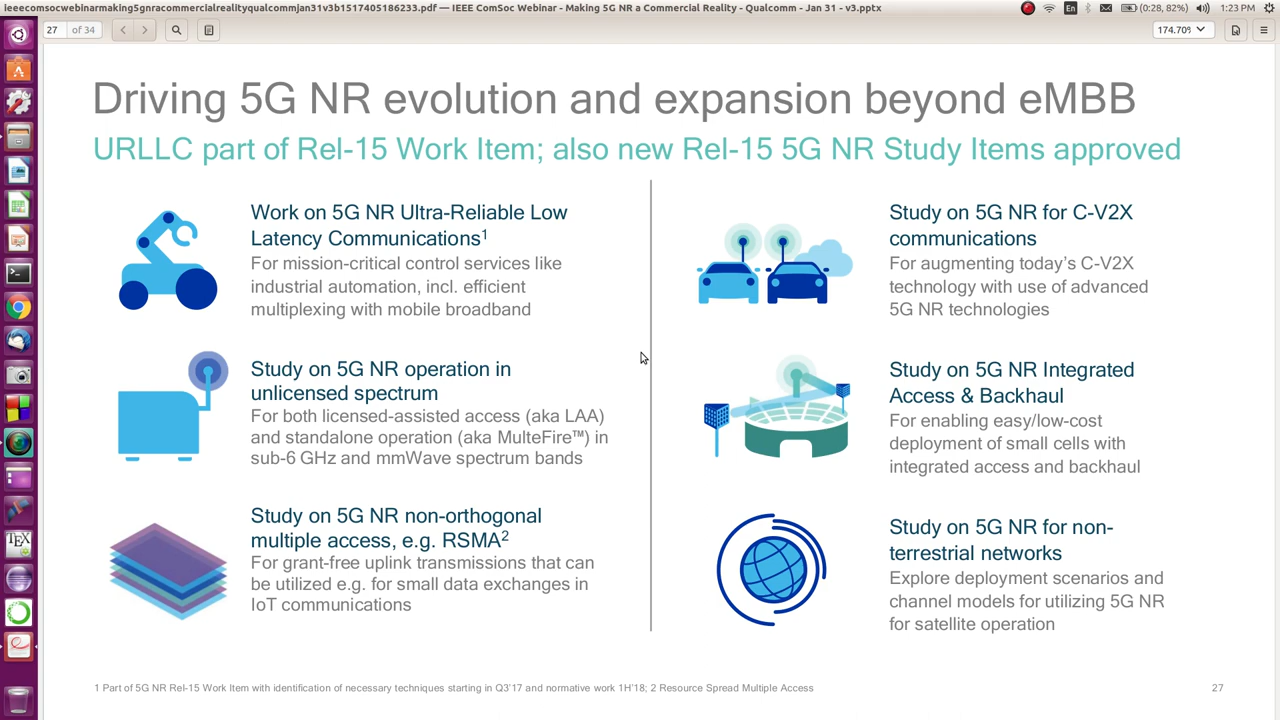 ieeecomsocwebinarmaking5gnracommercialrealityqualcommjan31v3b1517405186233.pdf — IEEE ComSoc Webinar - Making 5G NR a Commercial Reality - Qualcomm - Jan 31 - v3.pptx
En
(0:28, 82%)
1:23 PM
27
of 34
174.70%
Driving 5G NR evolution and expansion beyond eMBB
URLLC part of Rel-15 Work Item; also new Rel-15 5G NR Study Items approved
Work on 5G NR Ultra-Reliable Low
Latency Communications1
For mission-critical control services like
industrial automation, incl. efficient
multiplexing with mobile broadband
Study on 5G NR operation in
unlicensed spectrum
For both licensed-assisted access (aka LAA)
and standalone operation (aka MulteFire™) in
sub-6 GHz and mmWave spectrum bands
Study on 5G NR non-orthogonal
multiple access, e.g. RSMA2
For grant-free uplink transmissions that can
be utilized e.g. for small data exchanges in
IoT communications
Study on 5G NR for C-V2X
communications
For augmenting today's C-V2X
technology with use of advanced
5G NR technologies
Study on 5G NR Integrated
Access & Backhaul
For enabling easy/low-cost
deployment of small cells with
integrated access and backhaul
Study on 5G NR for non-
terrestrial networks
Explore deployment scenarios and
channel models for utilizing 5G NR
for satellite operation
1 Part of 5G NR Rel-15 Work Item with identification of necessary techniques starting in Q3'17 and normative work 1H'18; 2 Resource Spread Multiple Access
27
TEX